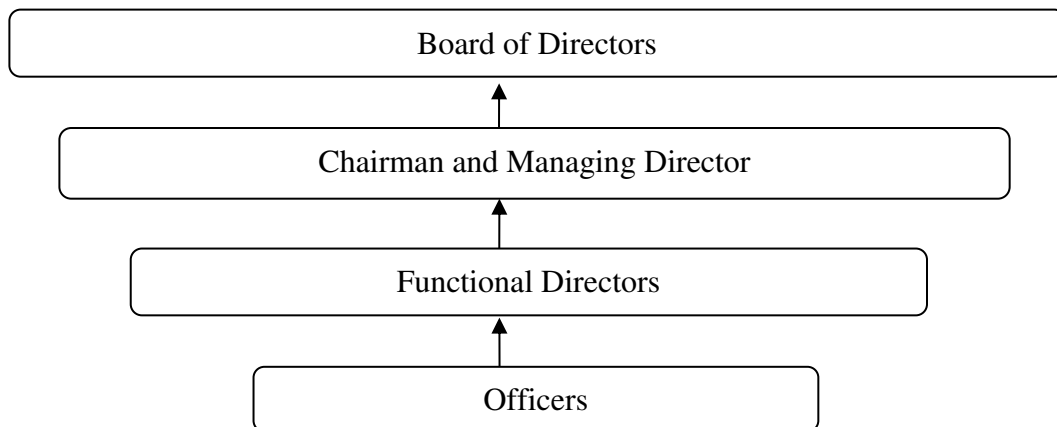 Board of Directors
Chairman and Managing Director
Functional Directors
Officers